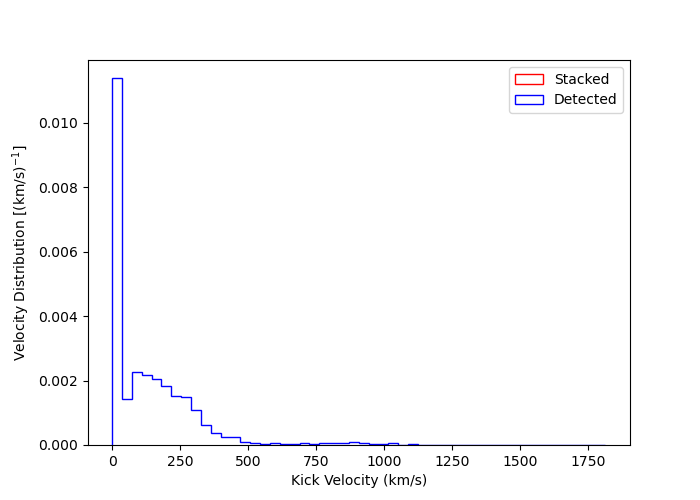 Stacked
Detected
0.010
0.008
0.006
0.004
0.002
0.000
Velocity Distribution [(km/s)⁻¹]
0 250 500 750 1000 1250 1500 1750
Kick Velocity (km/s)